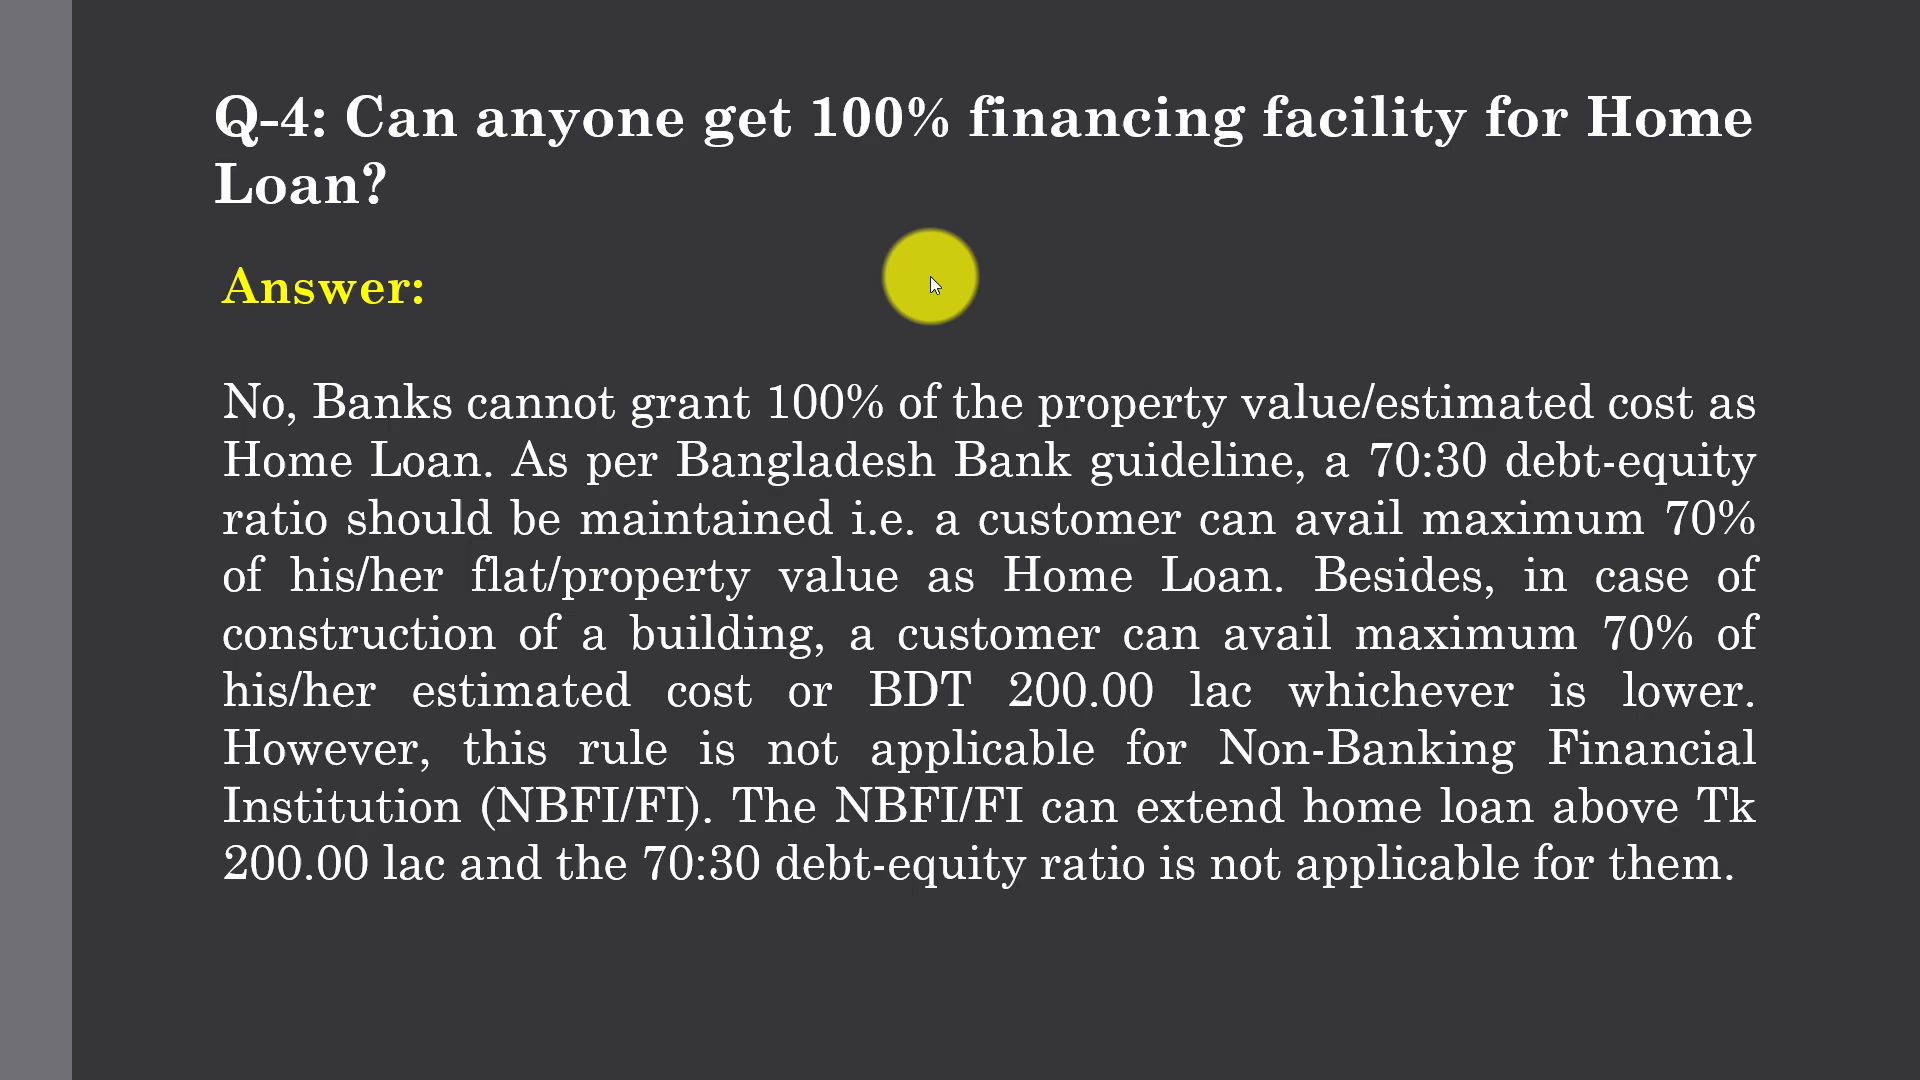 Q-4: Can anyone get 100% financing facility for Home
Loan?
Answer:
No, Banks cannot grant 100% of the property value/estimated cost as
Home Loan. As per Bangladesh Bank guideline, a 70:30 debt-equity
ratio should be maintained i.e. a customer can avail maximum 70%
of his/her flat/property value as Home Loan. Besides, in case of
construction of a building, a customer can avail maximum 70% of
his/her estimated cost or BDT 200.00 lac whichever is lower.
However, this rule is not applicable for Non-Banking Financial
Institution (NBFI/FI). The NBFI/FI can extend home loan above Tk
200.00 lac and the 70:30 debt-equity ratio is not applicable for them.